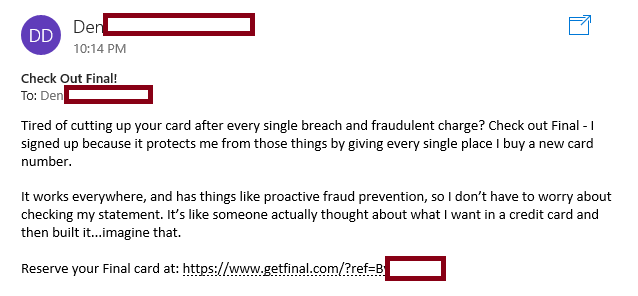 DD
Den
10:14 PM
Check Out Final!
To: Den
Tired of cutting up your card after every single breach and fraudulent charge? Check out Final - I
signed up because it protects me from those things by giving every single place I buy a new card
number.
It works everywhere, and has things like proactive fraud prevention, so I don’t have to worry about
checking my statement. It’s like someone actually thought about what I want in a credit card and
then built it...imagine that.
Reserve your Final card at: https://www.getfinal.com/?ref=B